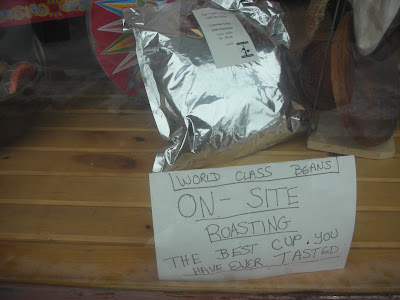 WORLD CLASS BEANS
ON-SITE
ROASTING
THE BEST CUP. YOU
HAVE EVER TASTED